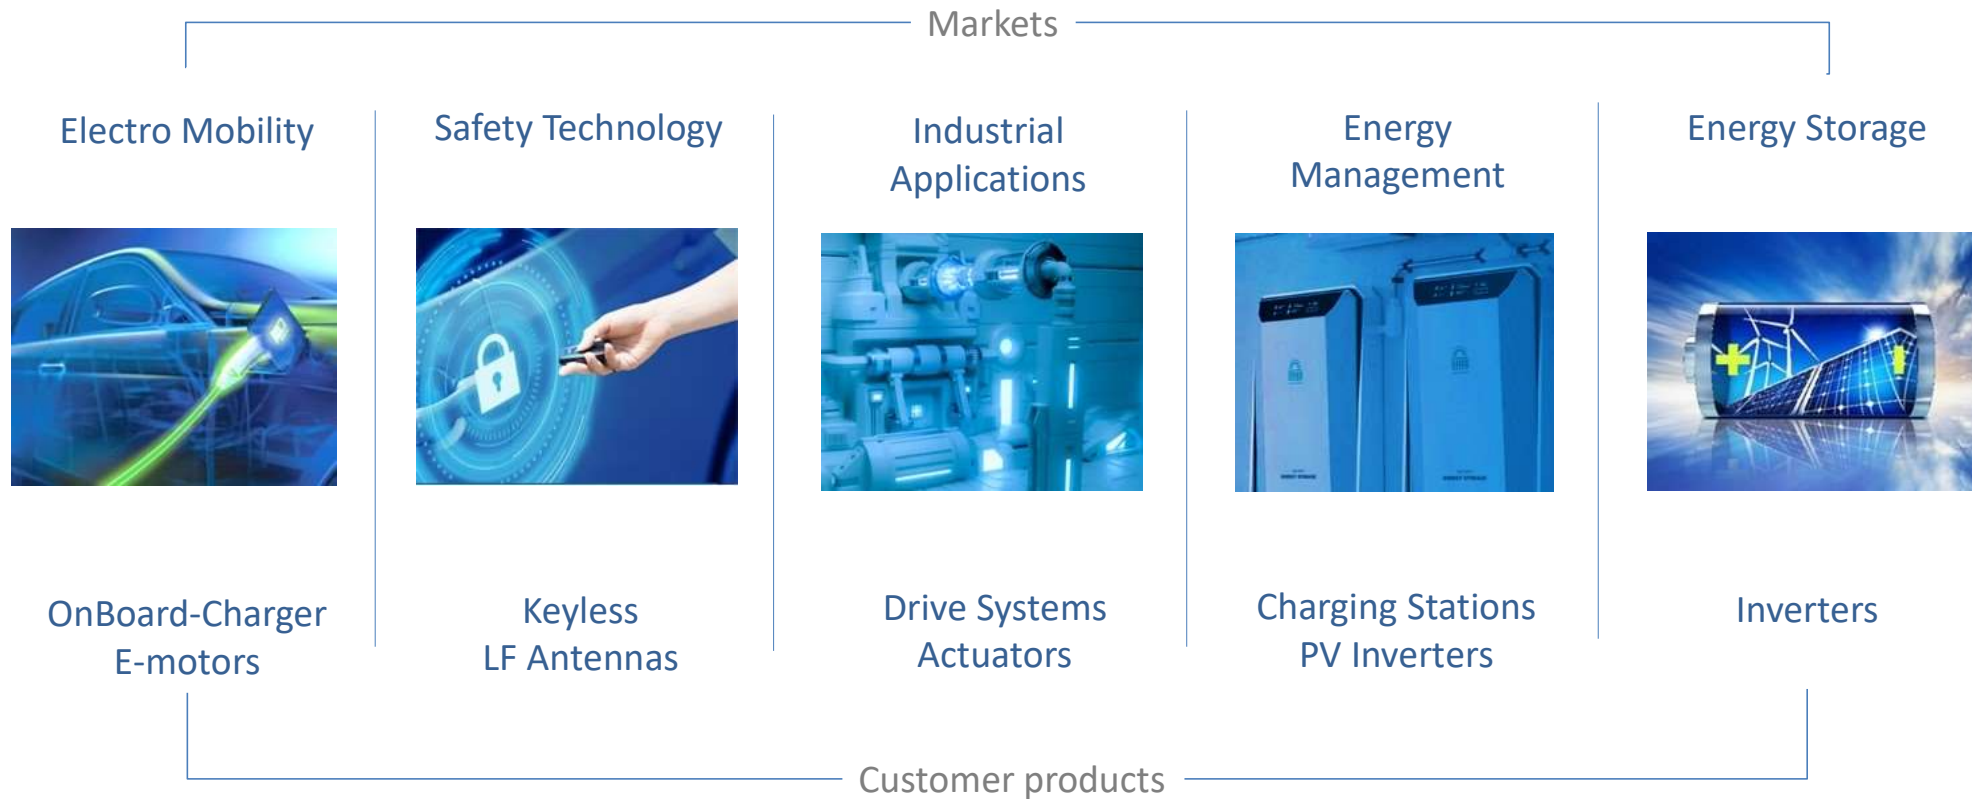 Markets
Electro Mobility
Safety Technology
Industrial
Applications
Energy
Management
Energy Storage
OnBoard-Charger
E-motors
Keyless
LF Antennas
Drive Systems
Actuators
Charging Stations
PV Inverters
Inverters
Customer products